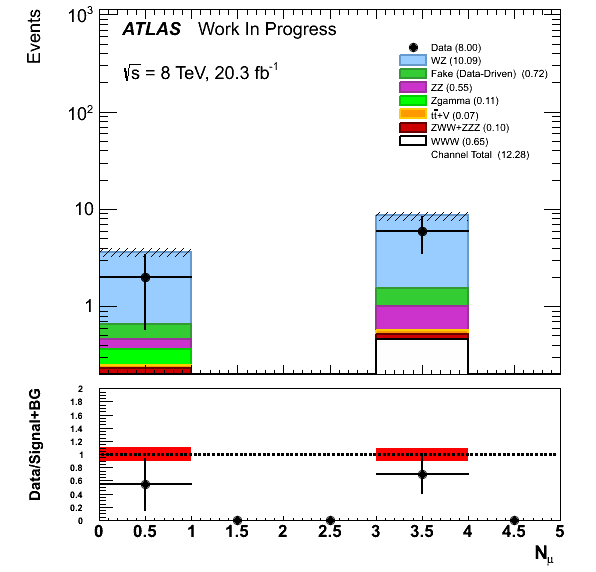 Events
10³
10²
10
1
ATLAS Work In Progress
√s = 8 TeV, 20.3 fb⁻¹
Data (8.00)
WZ (10.09)
Fake (Data-Driven) (0.72)
ZZ (0.55)
Zgamma (0.11)
tt̄+V (0.07)
ZWW+ZZZ (0.10)
WWW (0.65)
Channel Total (12.28)
Data/Signal+BG
2
1.8
1.6
1.4
1.2
1
0.8
0.6
0.4
0.2
0
0 0.5 1 1.5 2 2.5 3 3.5 4 4.5 5
Nμ